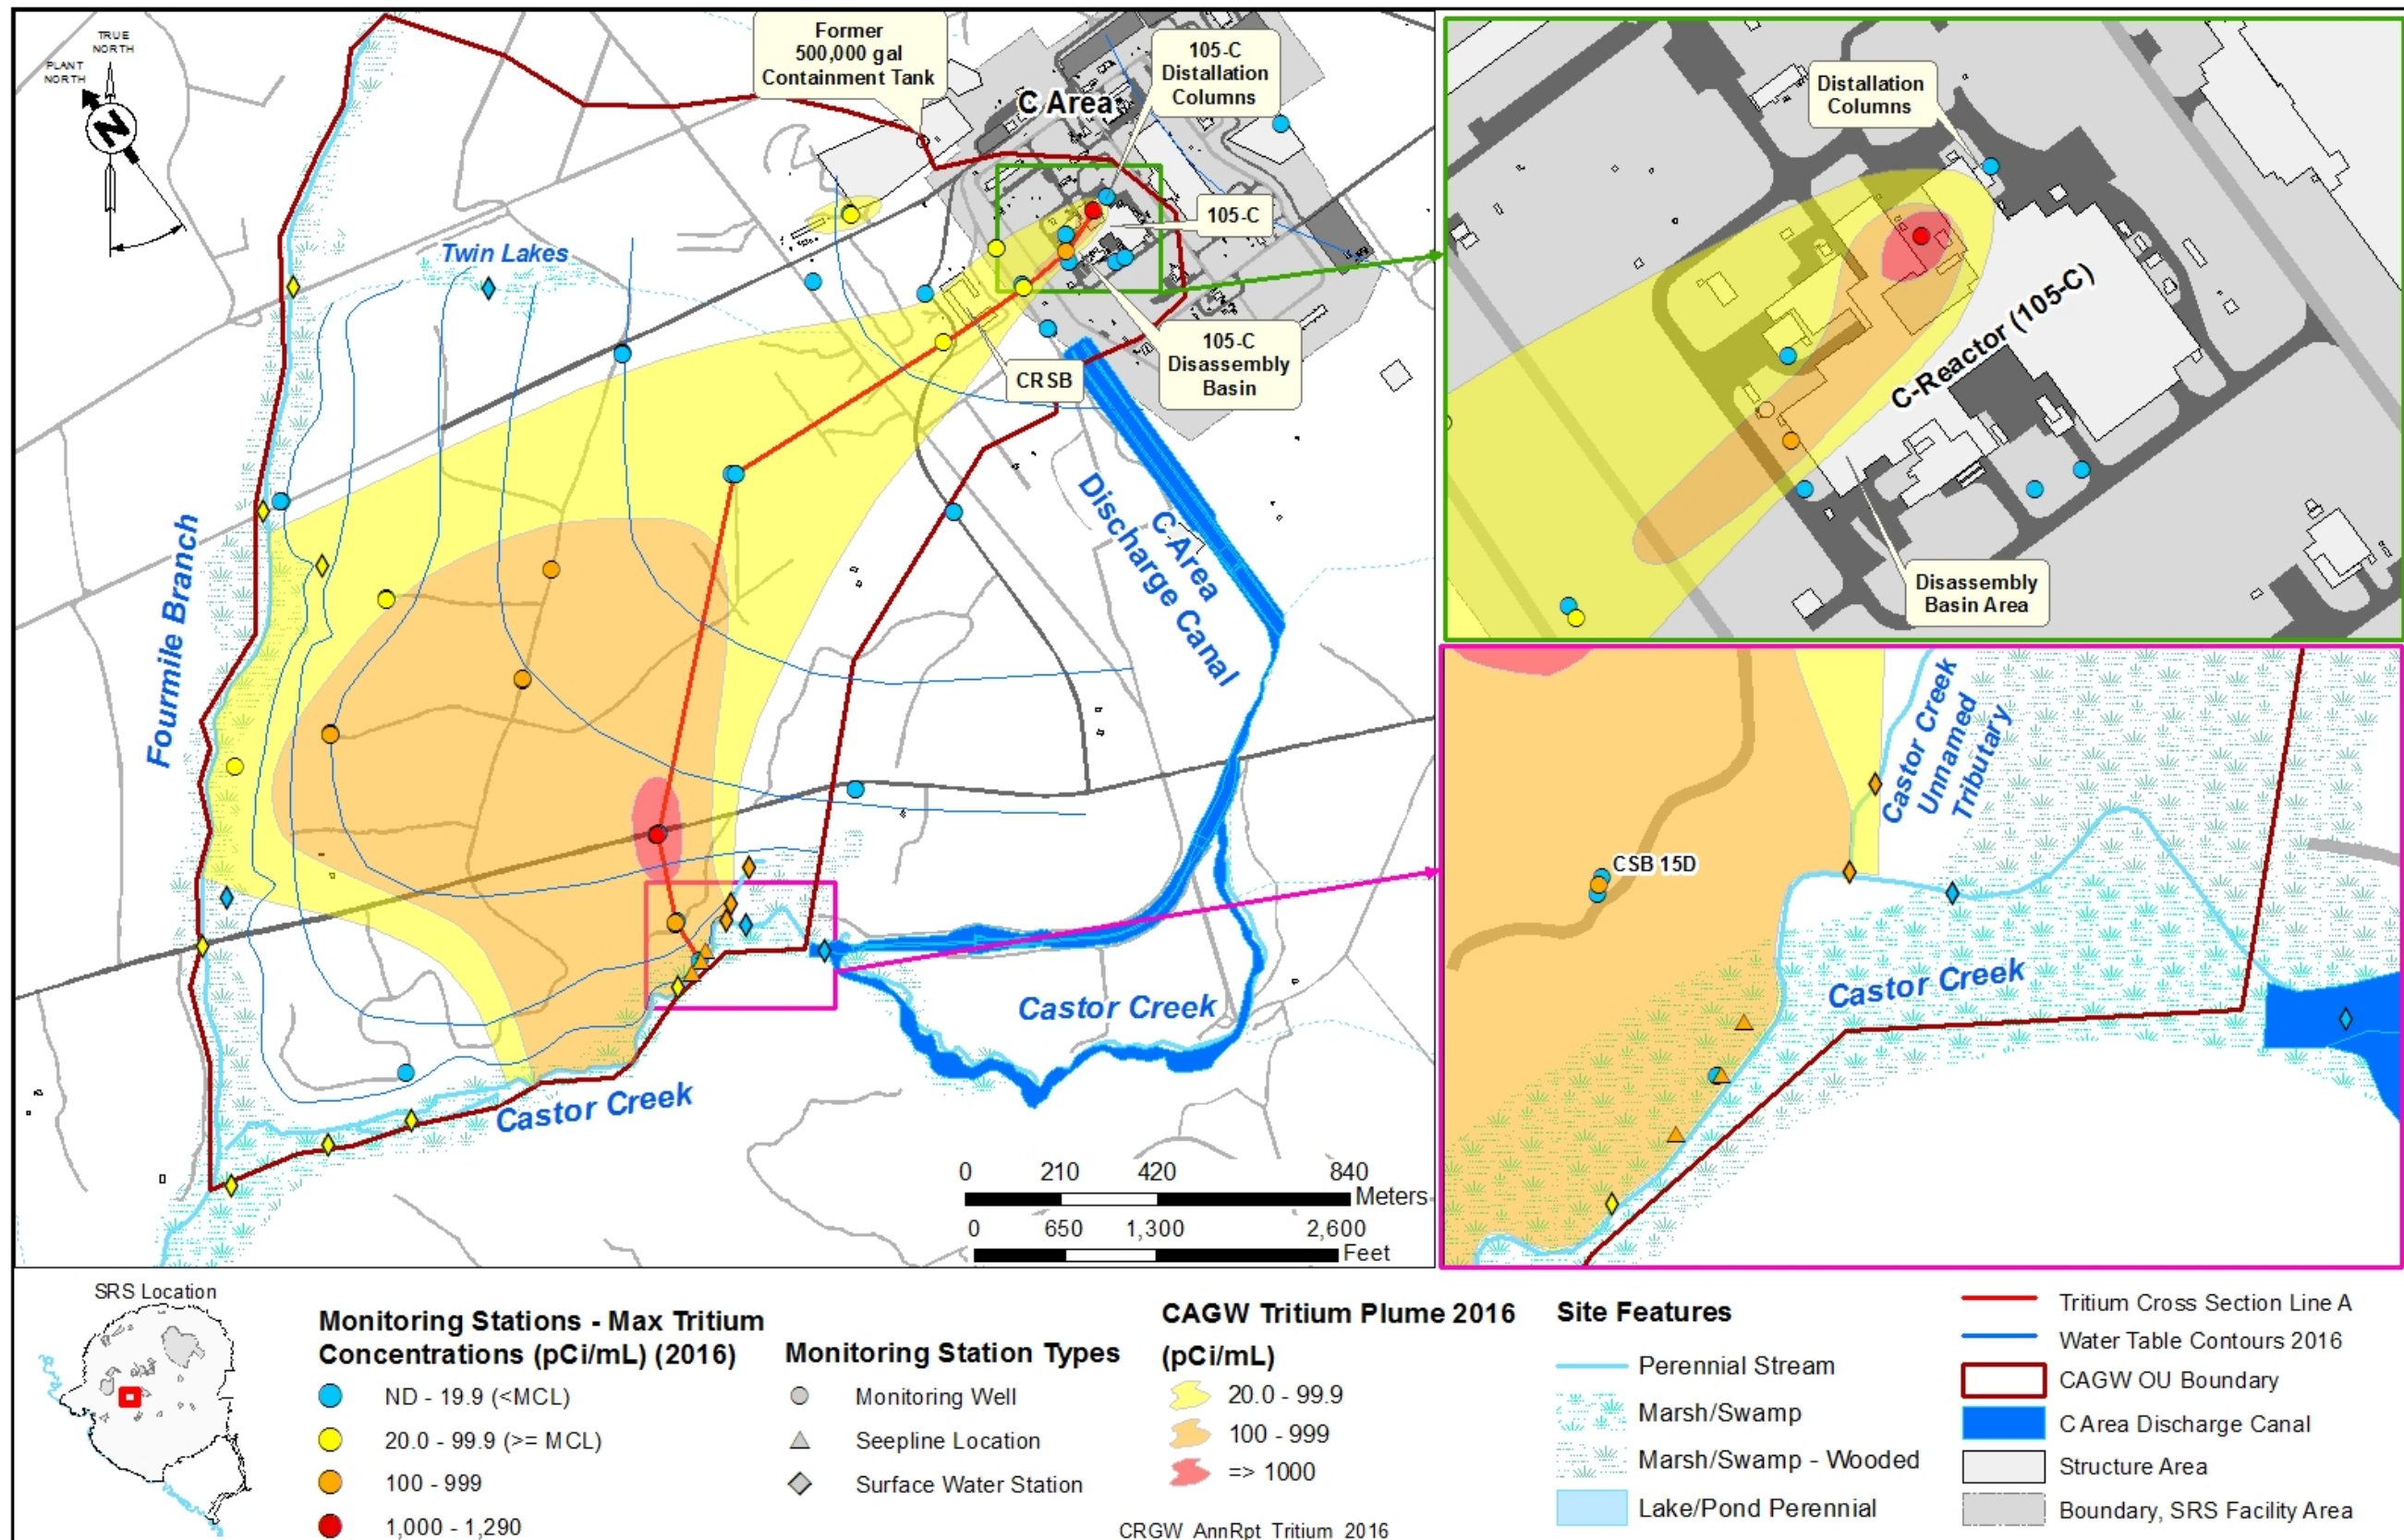 TRUE
NORTH
PLANT
NORTH
N
Former
500,000 gal
Containment Tank
C Area
105-C
Distallation
Columns
105-C
Twin Lakes
CRSB
105-C
Disassembly
Basin
C Area
Discharge Canal
Fourmile Branch
Castor Creek
Castor Creek
0 210 420 840
Meters
0 650 1,300 2,600
Feet
Distallation
Columns
C-Reactor (105-C)
Disassembly
Basin Area
Castor Creek
Unnamed
Tributary
CSB 15D
Castor Creek
SRS Location
Monitoring Stations - Max Tritium
Concentrations (pCi/mL) (2016)
ND - 19.9 (<MCL)
20.0 - 99.9 (>= MCL)
100 - 999
1,000 - 1,290
Monitoring Station Types
Monitoring Well
Seepline Location
Surface Water Station
CAGW Tritium Plume 2016
(pCi/mL)
20.0 - 99.9
100 - 999
=> 1000
CRGW_AnnRpt_Tritium_2016
Site Features
Perennial Stream
Marsh/Swamp
Marsh/Swamp - Wooded
Lake/Pond Perennial
Tritium Cross Section Line A
Water Table Contours 2016
CAGW OU Boundary
C Area Discharge Canal
Structure Area
Boundary, SRS Facility Area